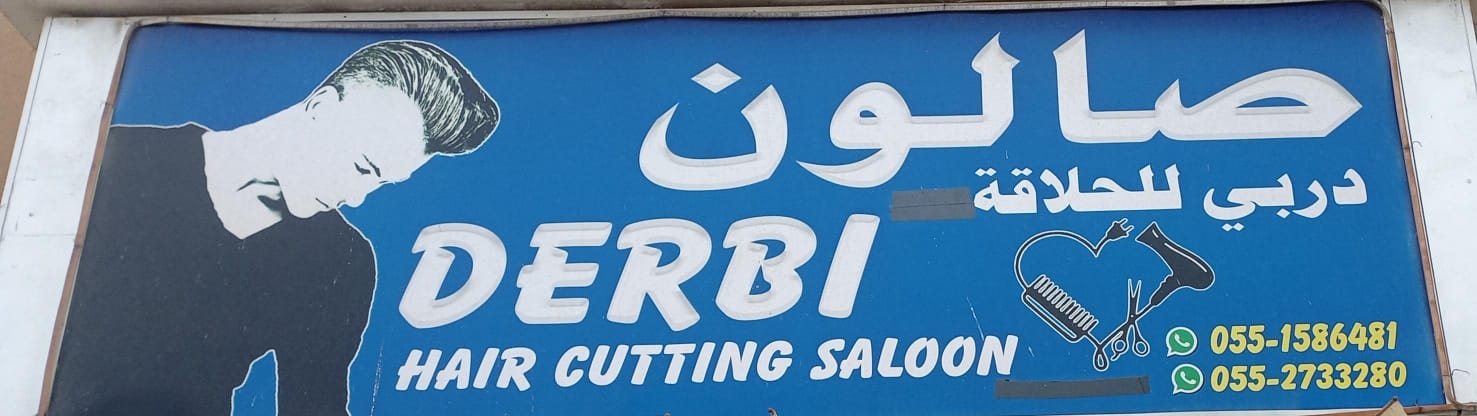 صالون
دربي للحلاقة
DERBI
HAIR CUTTING SALOON
055-1586481
055-2733280